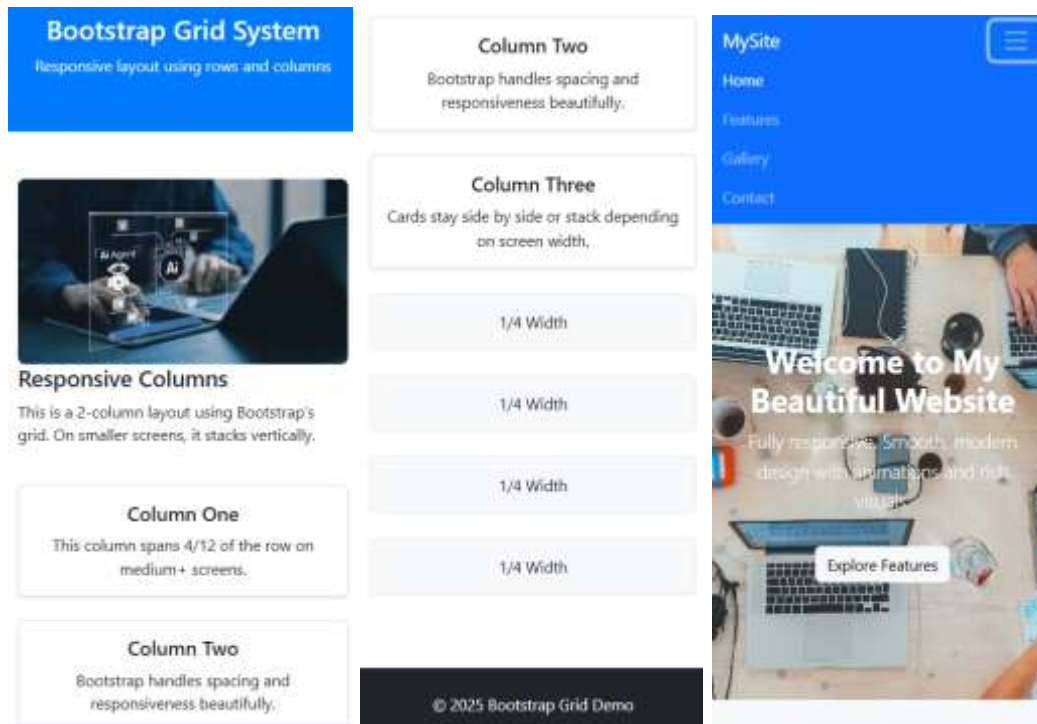 Bootstrap Grid System
Responsive layout using rows and columns
Ai Agent
Ai
Responsive Columns
This is a 2-column layout using Bootstrap's
grid. On smaller screens, it stacks vertically.
Column One
This column spans 4/12 of the row on
medium+ screens.
Column Two
Bootstrap handles spacing and
responsiveness beautifully.
Column Two
Bootstrap handles spacing and
responsiveness beautifully.
Column Three
Cards stay side by side or stack depending
on screen width.
1/4 Width
1/4 Width
1/4 Width
1/4 Width
© 2025 Bootstrap Grid Demo
MySite
Home
Features
Gallery
Contact
Welcome to My
Beautiful Website
Fully responsive. Smooth, modern
design with animations and rich
visuals.
Explore Features